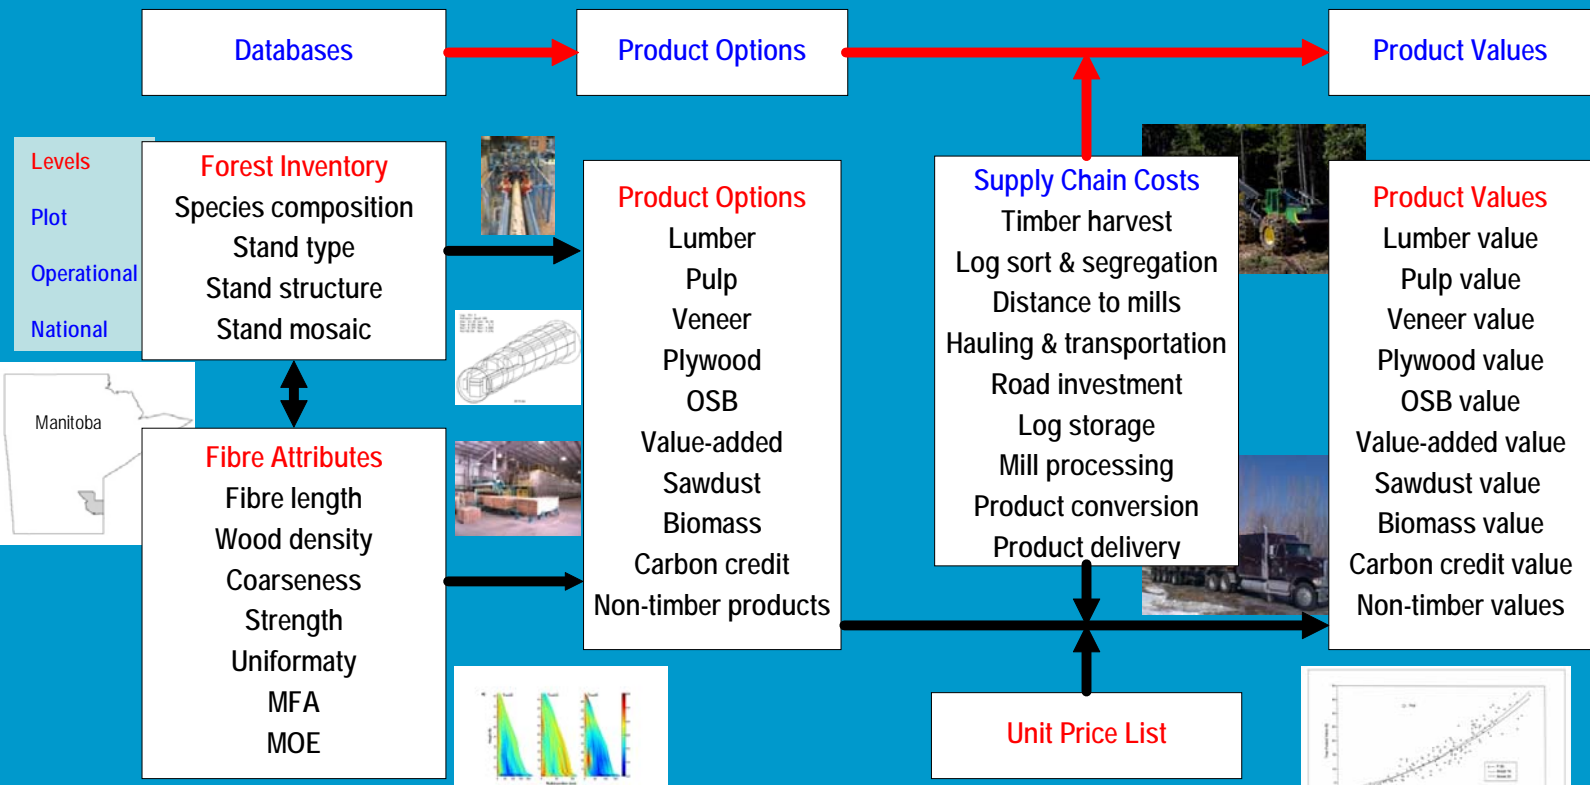 Databases
Product Options
Product Values
Levels
Plot
Operational
National
Forest Inventory
Species composition
Stand type
Stand structure
Stand mosaic
Manitoba
Fibre Attributes
Fibre length
Wood density
Coarseness
Strength
Uniformaty
MFA
MOE
Product Options
Lumber
Pulp
Veneer
Plywood
OSB
Value-added
Sawdust
Biomass
Carbon credit
Non-timber products
Supply Chain Costs
Timber harvest
Log sort & segregation
Distance to mills
Hauling & transportation
Road investment
Log storage
Mill processing
Product conversion
Product delivery
Unit Price List
Product Values
Lumber value
Pulp value
Veneer value
Plywood value
OSB value
Value-added value
Sawdust value
Biomass value
Carbon credit value
Non-timber values